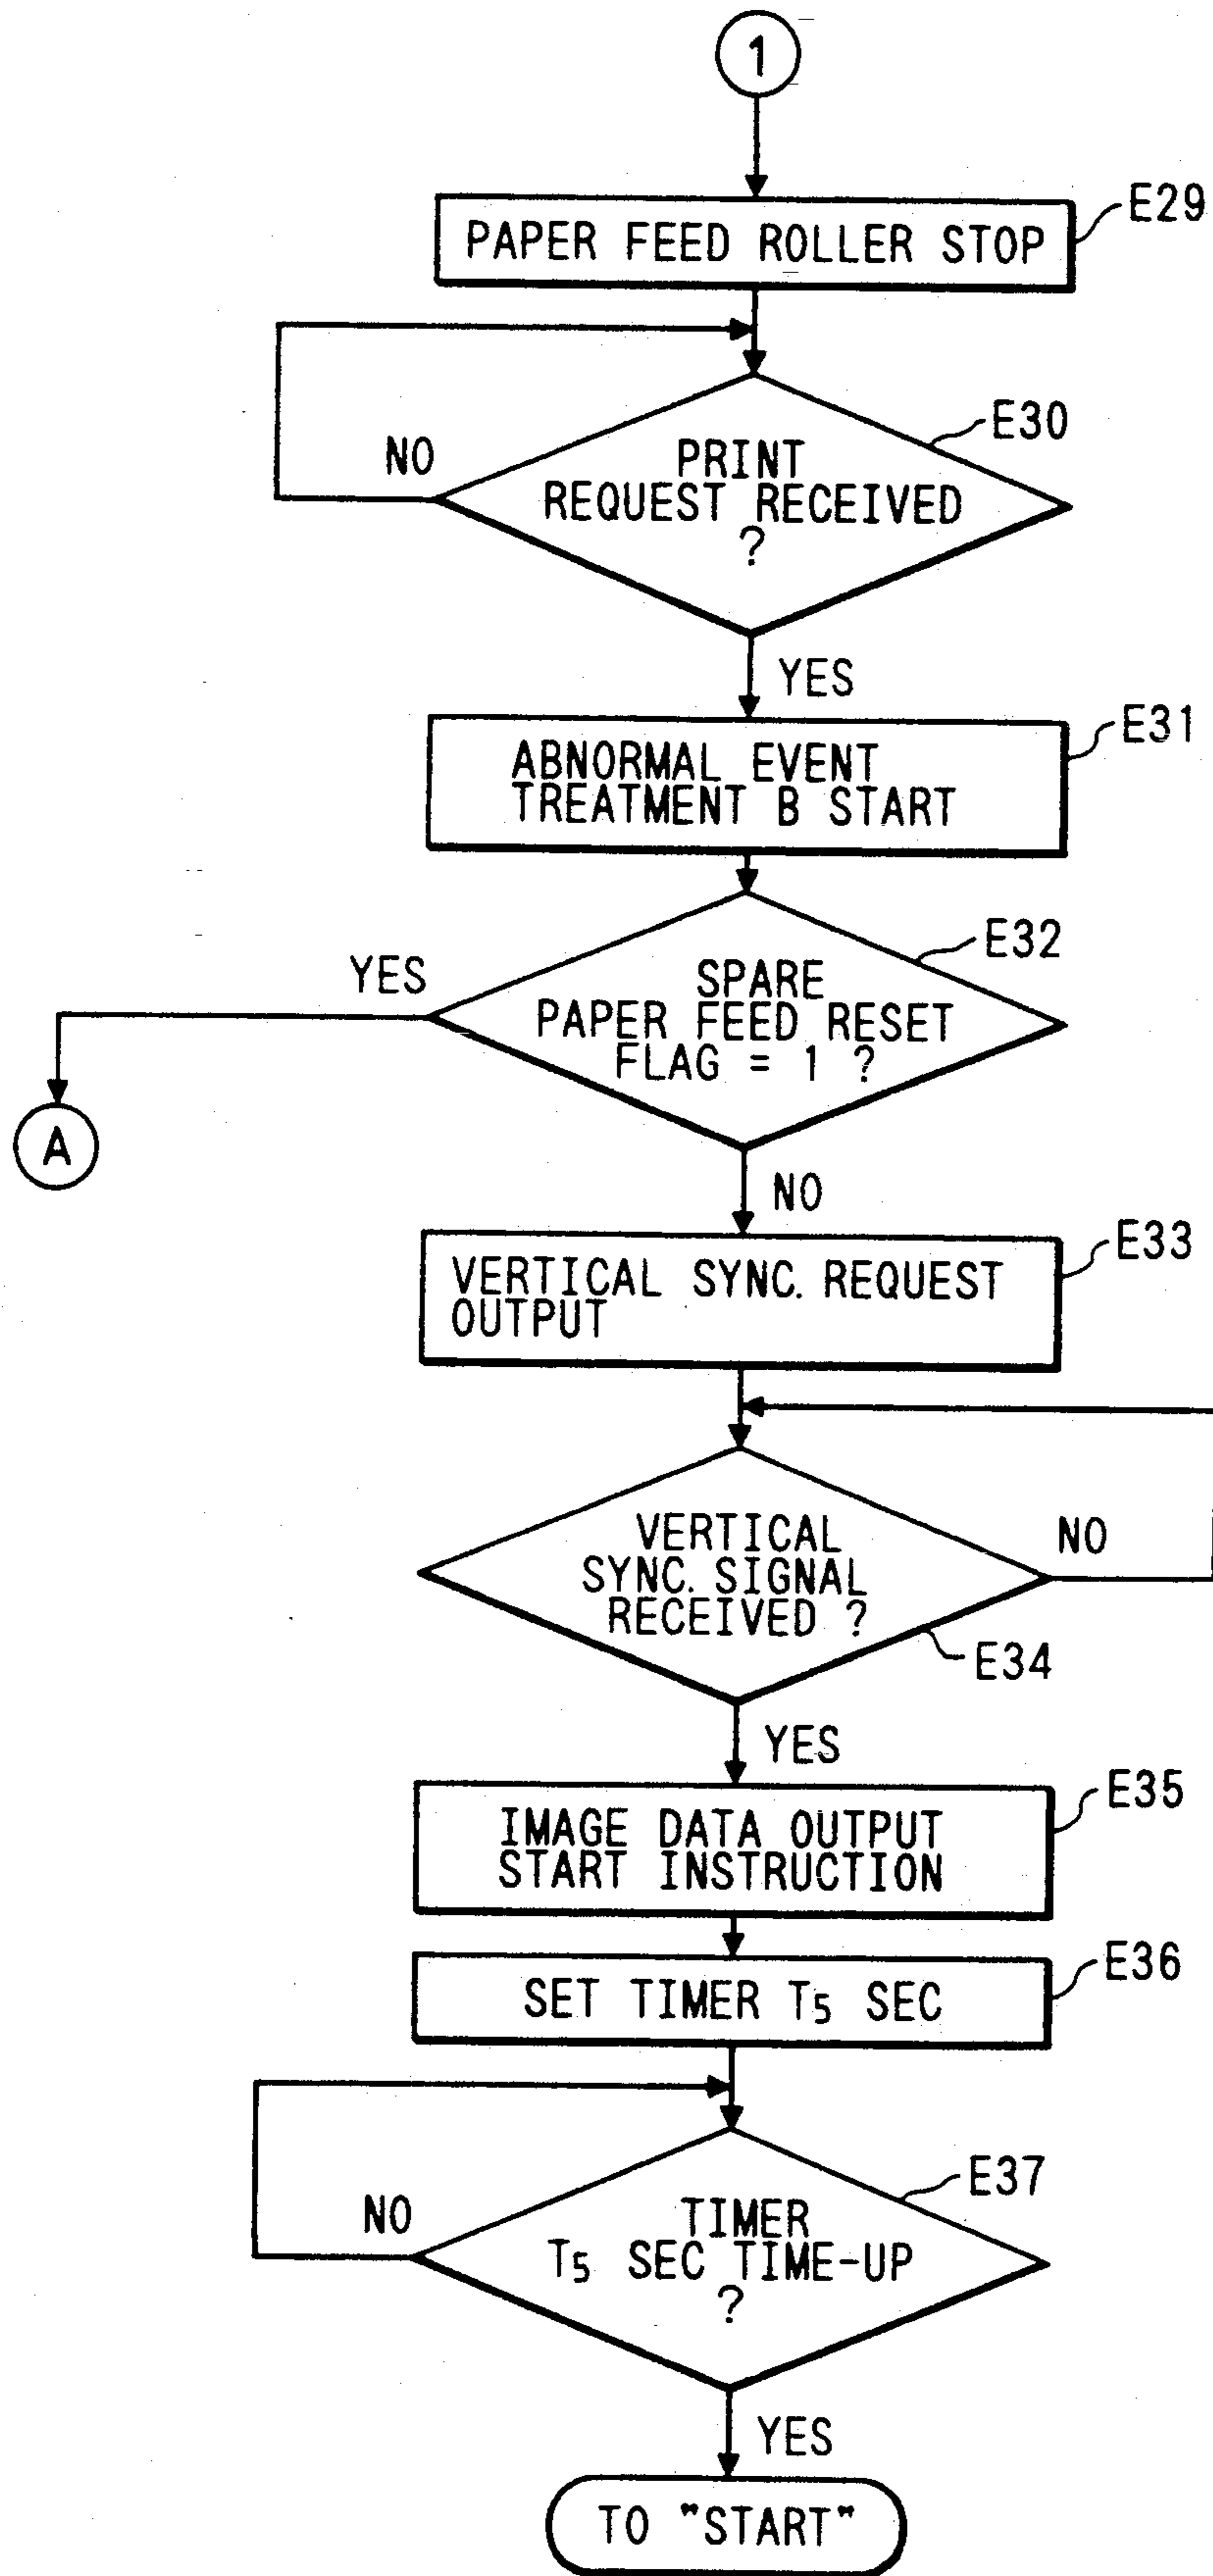 1
PAPER FEED ROLLER STOP
E29
E30
NO
PRINT
REQUEST RECEIVED
?
YES
E31
ABNORMAL EVENT
TREATMENT B START
E32
YES
SPARE
PAPER FEED RESET
FLAG = 1 ?
A
NO
E33
VERTICAL SYNC. REQUEST
OUTPUT
VERTICAL
SYNC. SIGNAL
RECEIVED ?
NO
E34
YES
E35
IMAGE DATA OUTPUT
START INSTRUCTION
E36
SET TIMER T5 SEC
E37
NO
TIMER
T5 SEC TIME-UP
?
YES
TO "START"